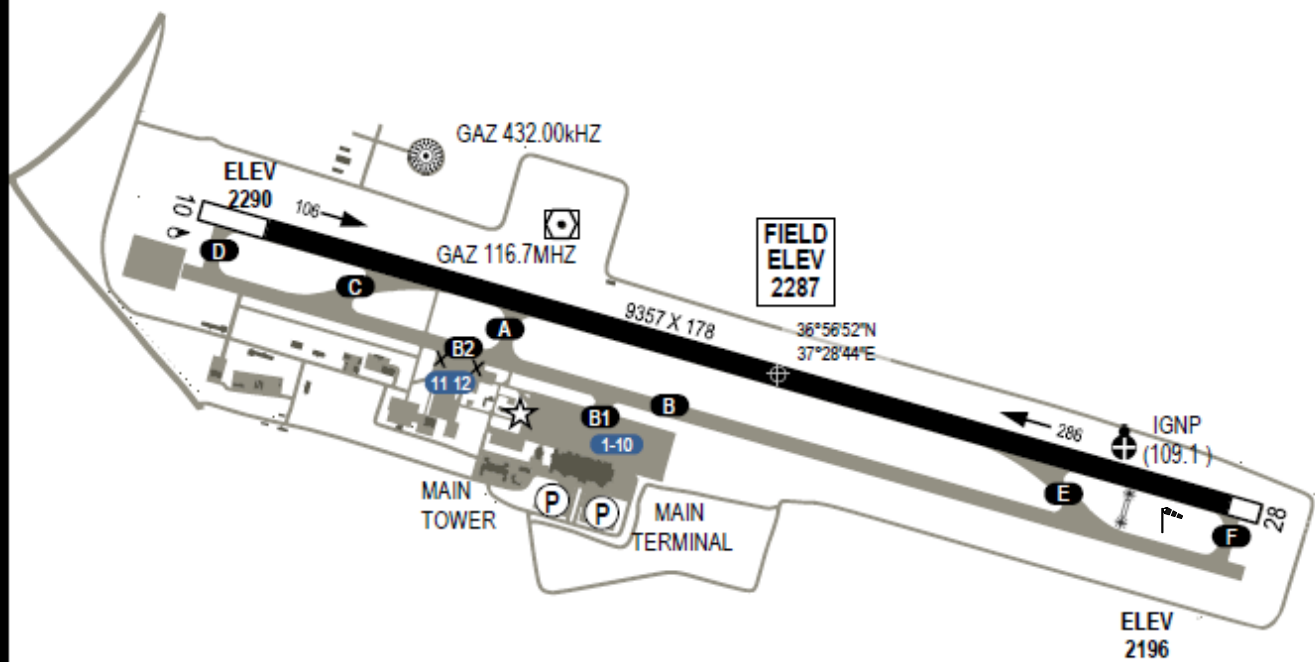 GAZ 432.00kHZ
ELEV
2290
10
106
D
GAZ 116.7MHZ
FIELD
ELEV
2287
C
9357 X 178
36°56'52"N
37°28'44"E
A
B2
11 12
B
B1
1-10
286
IGNP
(109.1 )
MAIN
TOWER
P
P
MAIN
TERMINAL
E
28
F
ELEV
2196